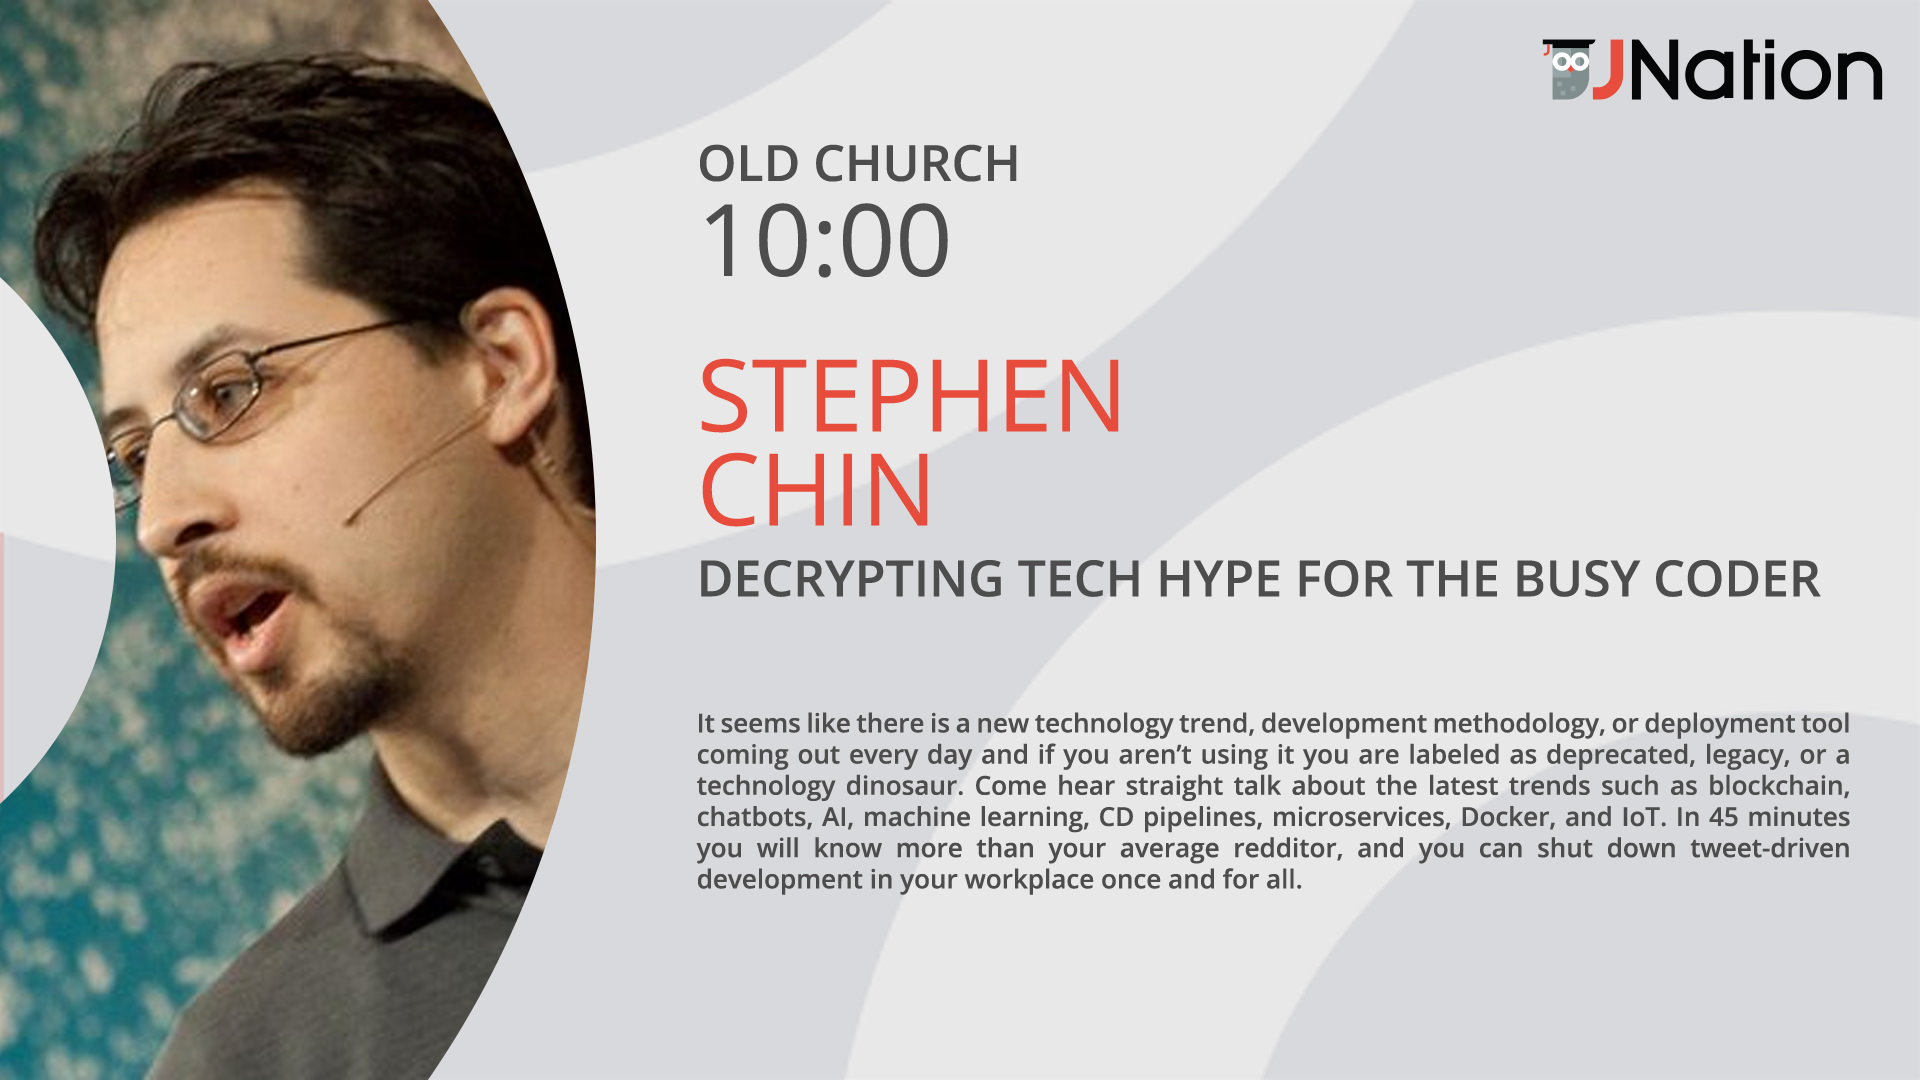 JNation
OLD CHURCH
10:00
STEPHEN
CHIN
DECRYPTING TECH HYPE FOR THE BUSY CODER
It seems like there is a new technology trend, development methodology, or deployment tool
coming out every day and if you aren’t using it you are labeled as deprecated, legacy, or a
technology dinosaur. Come hear straight talk about the latest trends such as blockchain,
chatbots, AI, machine learning, CD pipelines, microservices, Docker, and IoT. In 45 minutes
you will know more than your average redditor, and you can shut down tweet-driven
development in your workplace once and for all.